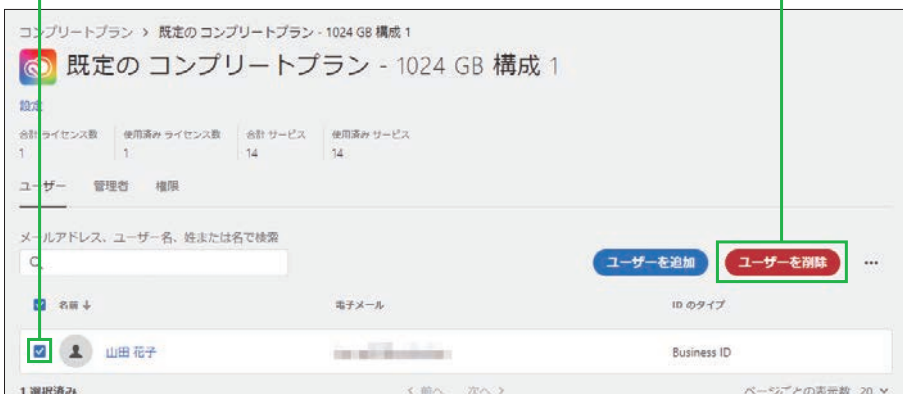 コンプリートプラン > 既定の コンプリートプラン - 1024 GB 構成 1
既定の コンプリートプラン - 1024 GB 構成 1
設定
合計 ライセンス数 使用済み ライセンス数 合計 サービス 使用済み サービス
1 1 14 14
ユーザー 管理者 権限
メールアドレス、ユーザー名、姓または名で検索
ユーザーを追加 ユーザーを削除 ...
名前 ↓ 電子メール ID のタイプ
山田 花子 Business ID
1 選択済み < 前へ 次へ > ページごとの表示数 20